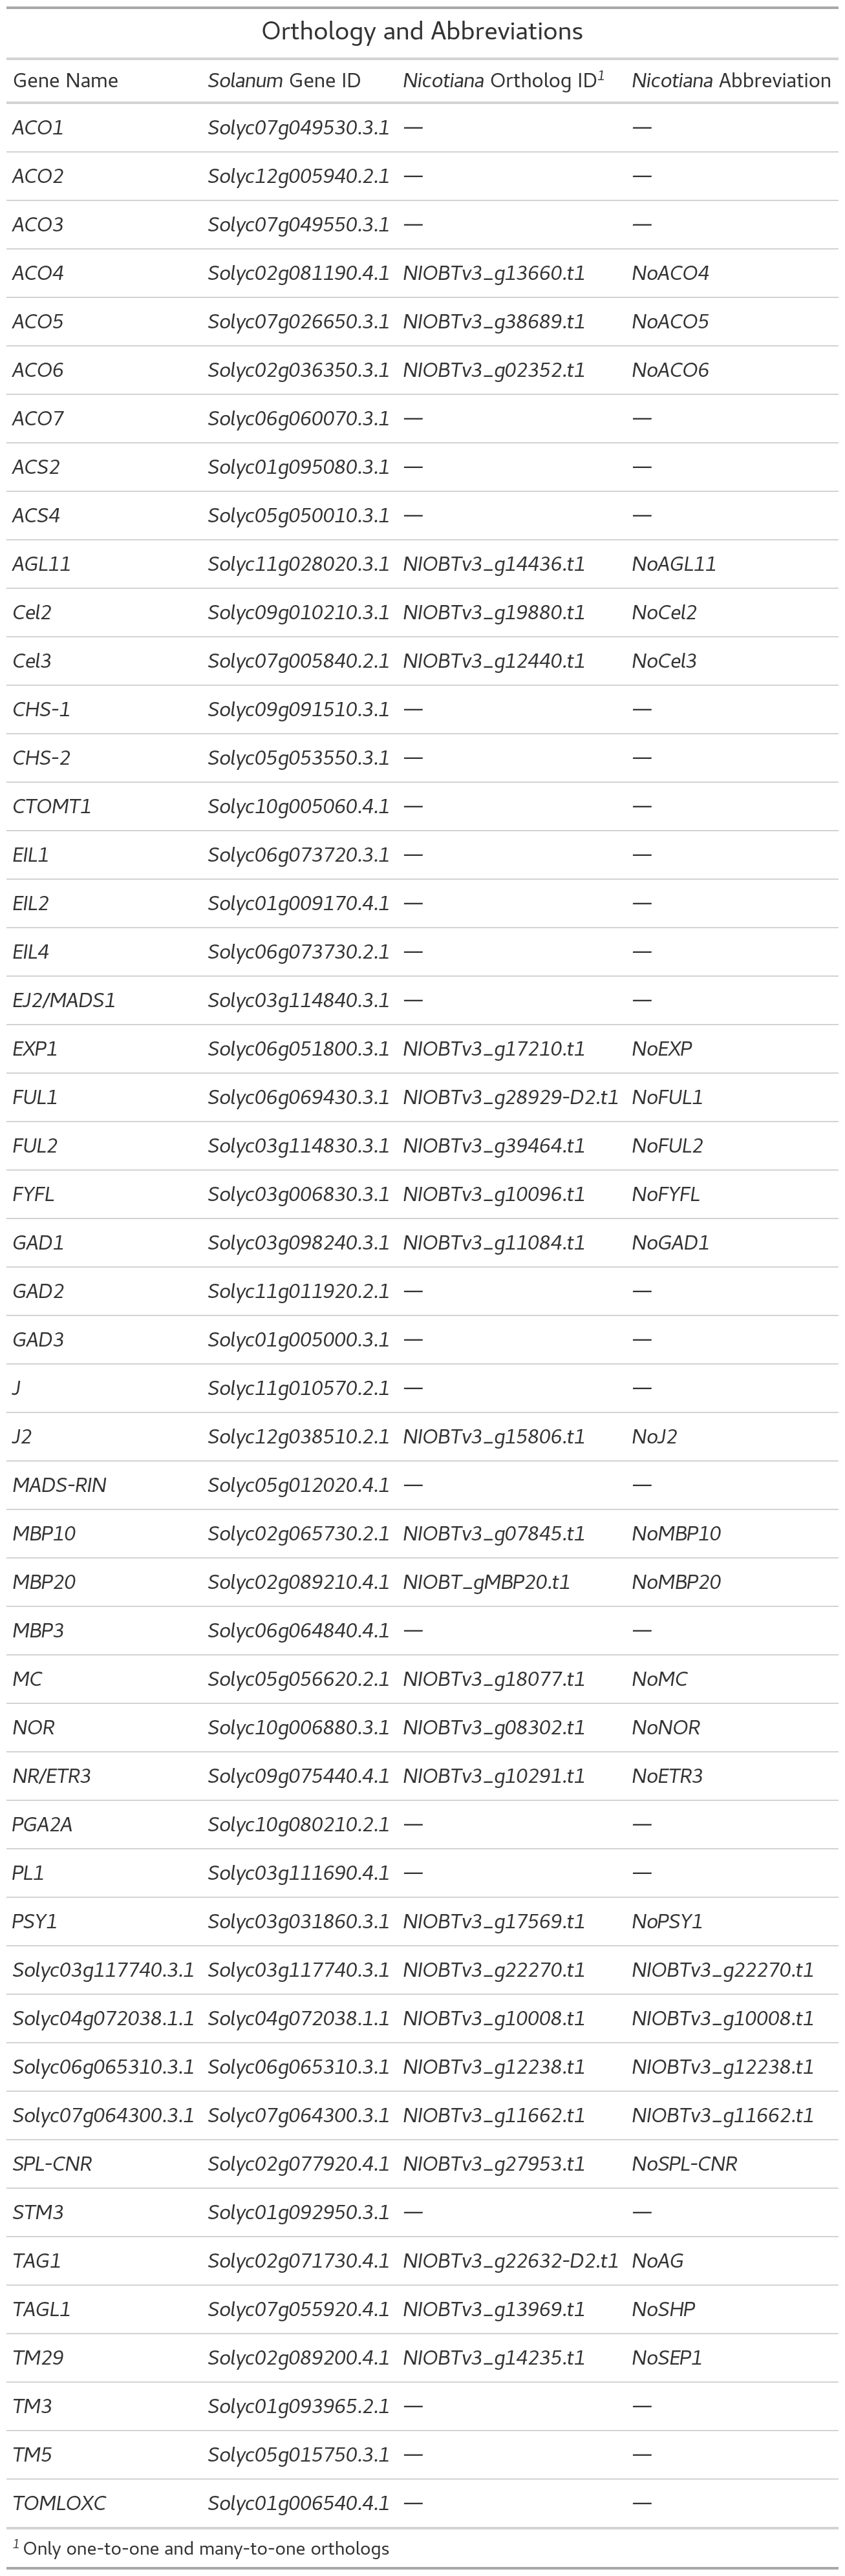 Orthology and Abbreviations
Gene Name Solanum Gene ID Nicotiana Ortholog ID1 Nicotiana Abbreviation
ACO1 Solyc07g049530.3.1 — —
ACO2 Solyc12g005940.2.1 — —
ACO3 Solyc07g049550.3.1 — —
ACO4 Solyc02g081190.4.1 NIOBTv3_g13660.t1 NoACO4
ACO5 Solyc07g026650.3.1 NIOBTv3_g38689.t1 NoACO5
ACO6 Solyc02g036350.3.1 NIOBTv3_g02352.t1 NoACO6
ACO7 Solyc06g060070.3.1 — —
ACS2 Solyc01g095080.3.1 — —
ACS4 Solyc05g050010.3.1 — —
AGL11 Solyc11g028020.3.1 NIOBTv3_g14436.t1 NoAGL11
Cel2 Solyc09g010210.3.1 NIOBTv3_g19880.t1 NoCel2
Cel3 Solyc07g005840.2.1 NIOBTv3_g12440.t1 NoCel3
CHS-1 Solyc09g091510.3.1 — —
CHS-2 Solyc05g053550.3.1 — —
CTOMT1 Solyc10g005060.4.1 — —
EIL1 Solyc06g073720.3.1 — —
EIL2 Solyc01g009170.4.1 — —
EIL4 Solyc06g073730.2.1 — —
EJ2/MADS1 Solyc03g114840.3.1 — —
EXP1 Solyc06g051800.3.1 NIOBTv3_g17210.t1 NoEXP
FUL1 Solyc06g069430.3.1 NIOBTv3_g28929-D2.t1 NoFUL1
FUL2 Solyc03g114830.3.1 NIOBTv3_g39464.t1 NoFUL2
FYFL Solyc03g006830.3.1 NIOBTv3_g10096.t1 NoFYFL
GAD1 Solyc03g098240.3.1 NIOBTv3_g11084.t1 NoGAD1
GAD2 Solyc11g011920.2.1 — —
GAD3 Solyc01g005000.3.1 — —
J Solyc11g010570.2.1 — —
J2 Solyc12g038510.2.1 NIOBTv3_g15806.t1 NoJ2
MADS-RIN Solyc05g012020.4.1 — —
MBP10 Solyc02g065730.2.1 NIOBTv3_g07845.t1 NoMBP10
MBP20 Solyc02g089210.4.1 NIOBT_gMBP20.t1 NoMBP20
MBP3 Solyc06g064840.4.1 — —
MC Solyc05g056620.2.1 NIOBTv3_g18077.t1 NoMC
NOR Solyc10g006880.3.1 NIOBTv3_g08302.t1 NoNOR
NR/ETR3 Solyc09g075440.4.1 NIOBTv3_g10291.t1 NoETR3
PGA2A Solyc10g080210.2.1 — —
PL1 Solyc03g111690.4.1 — —
PSY1 Solyc03g031860.3.1 NIOBTv3_g17569.t1 NoPSY1
Solyc03g117740.3.1 Solyc03g117740.3.1 NIOBTv3_g22270.t1 NIOBTv3_g22270.t1
Solyc04g072038.1.1 Solyc04g072038.1.1 NIOBTv3_g10008.t1 NIOBTv3_g10008.t1
Solyc06g065310.3.1 Solyc06g065310.3.1 NIOBTv3_g12238.t1 NIOBTv3_g12238.t1
Solyc07g064300.3.1 Solyc07g064300.3.1 NIOBTv3_g11662.t1 NIOBTv3_g11662.t1
SPL-CNR Solyc02g077920.4.1 NIOBTv3_g27953.t1 NoSPL-CNR
STM3 Solyc01g092950.3.1 — —
TAG1 Solyc02g071730.4.1 NIOBTv3_g22632-D2.t1 NoAG
TAGL1 Solyc07g055920.4.1 NIOBTv3_g13969.t1 NoSHP
TM29 Solyc02g089200.4.1 NIOBTv3_g14235.t1 NoSEP1
TM3 Solyc01g093965.2.1 — —
TM5 Solyc05g015750.3.1 — —
TOMLOXC Solyc01g006540.4.1 — —
1 Only one-to-one and many-to-one orthologs